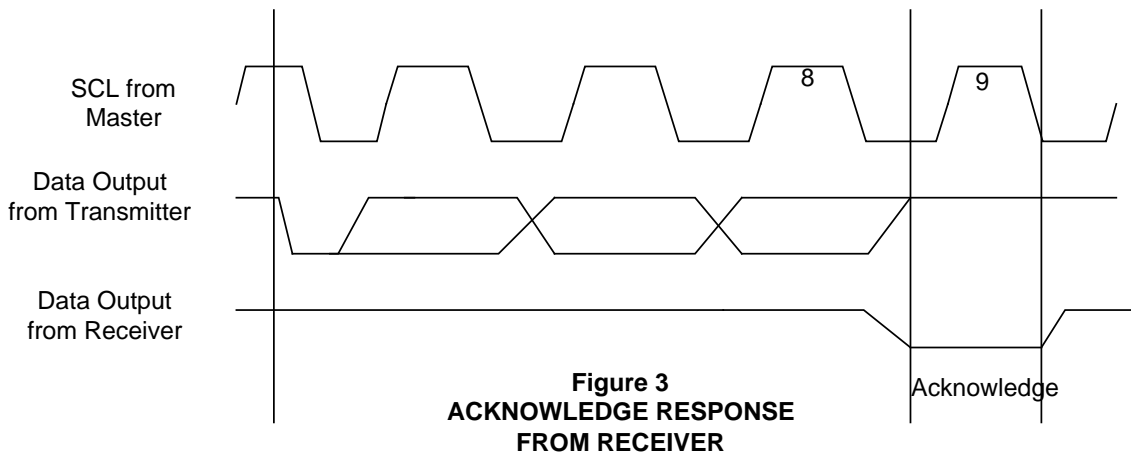 8
9
SCL from
Master
Data Output
from Transmitter
Data Output
from Receiver
Acknowledge
Figure 3
ACKNOWLEDGE RESPONSE
FROM RECEIVER